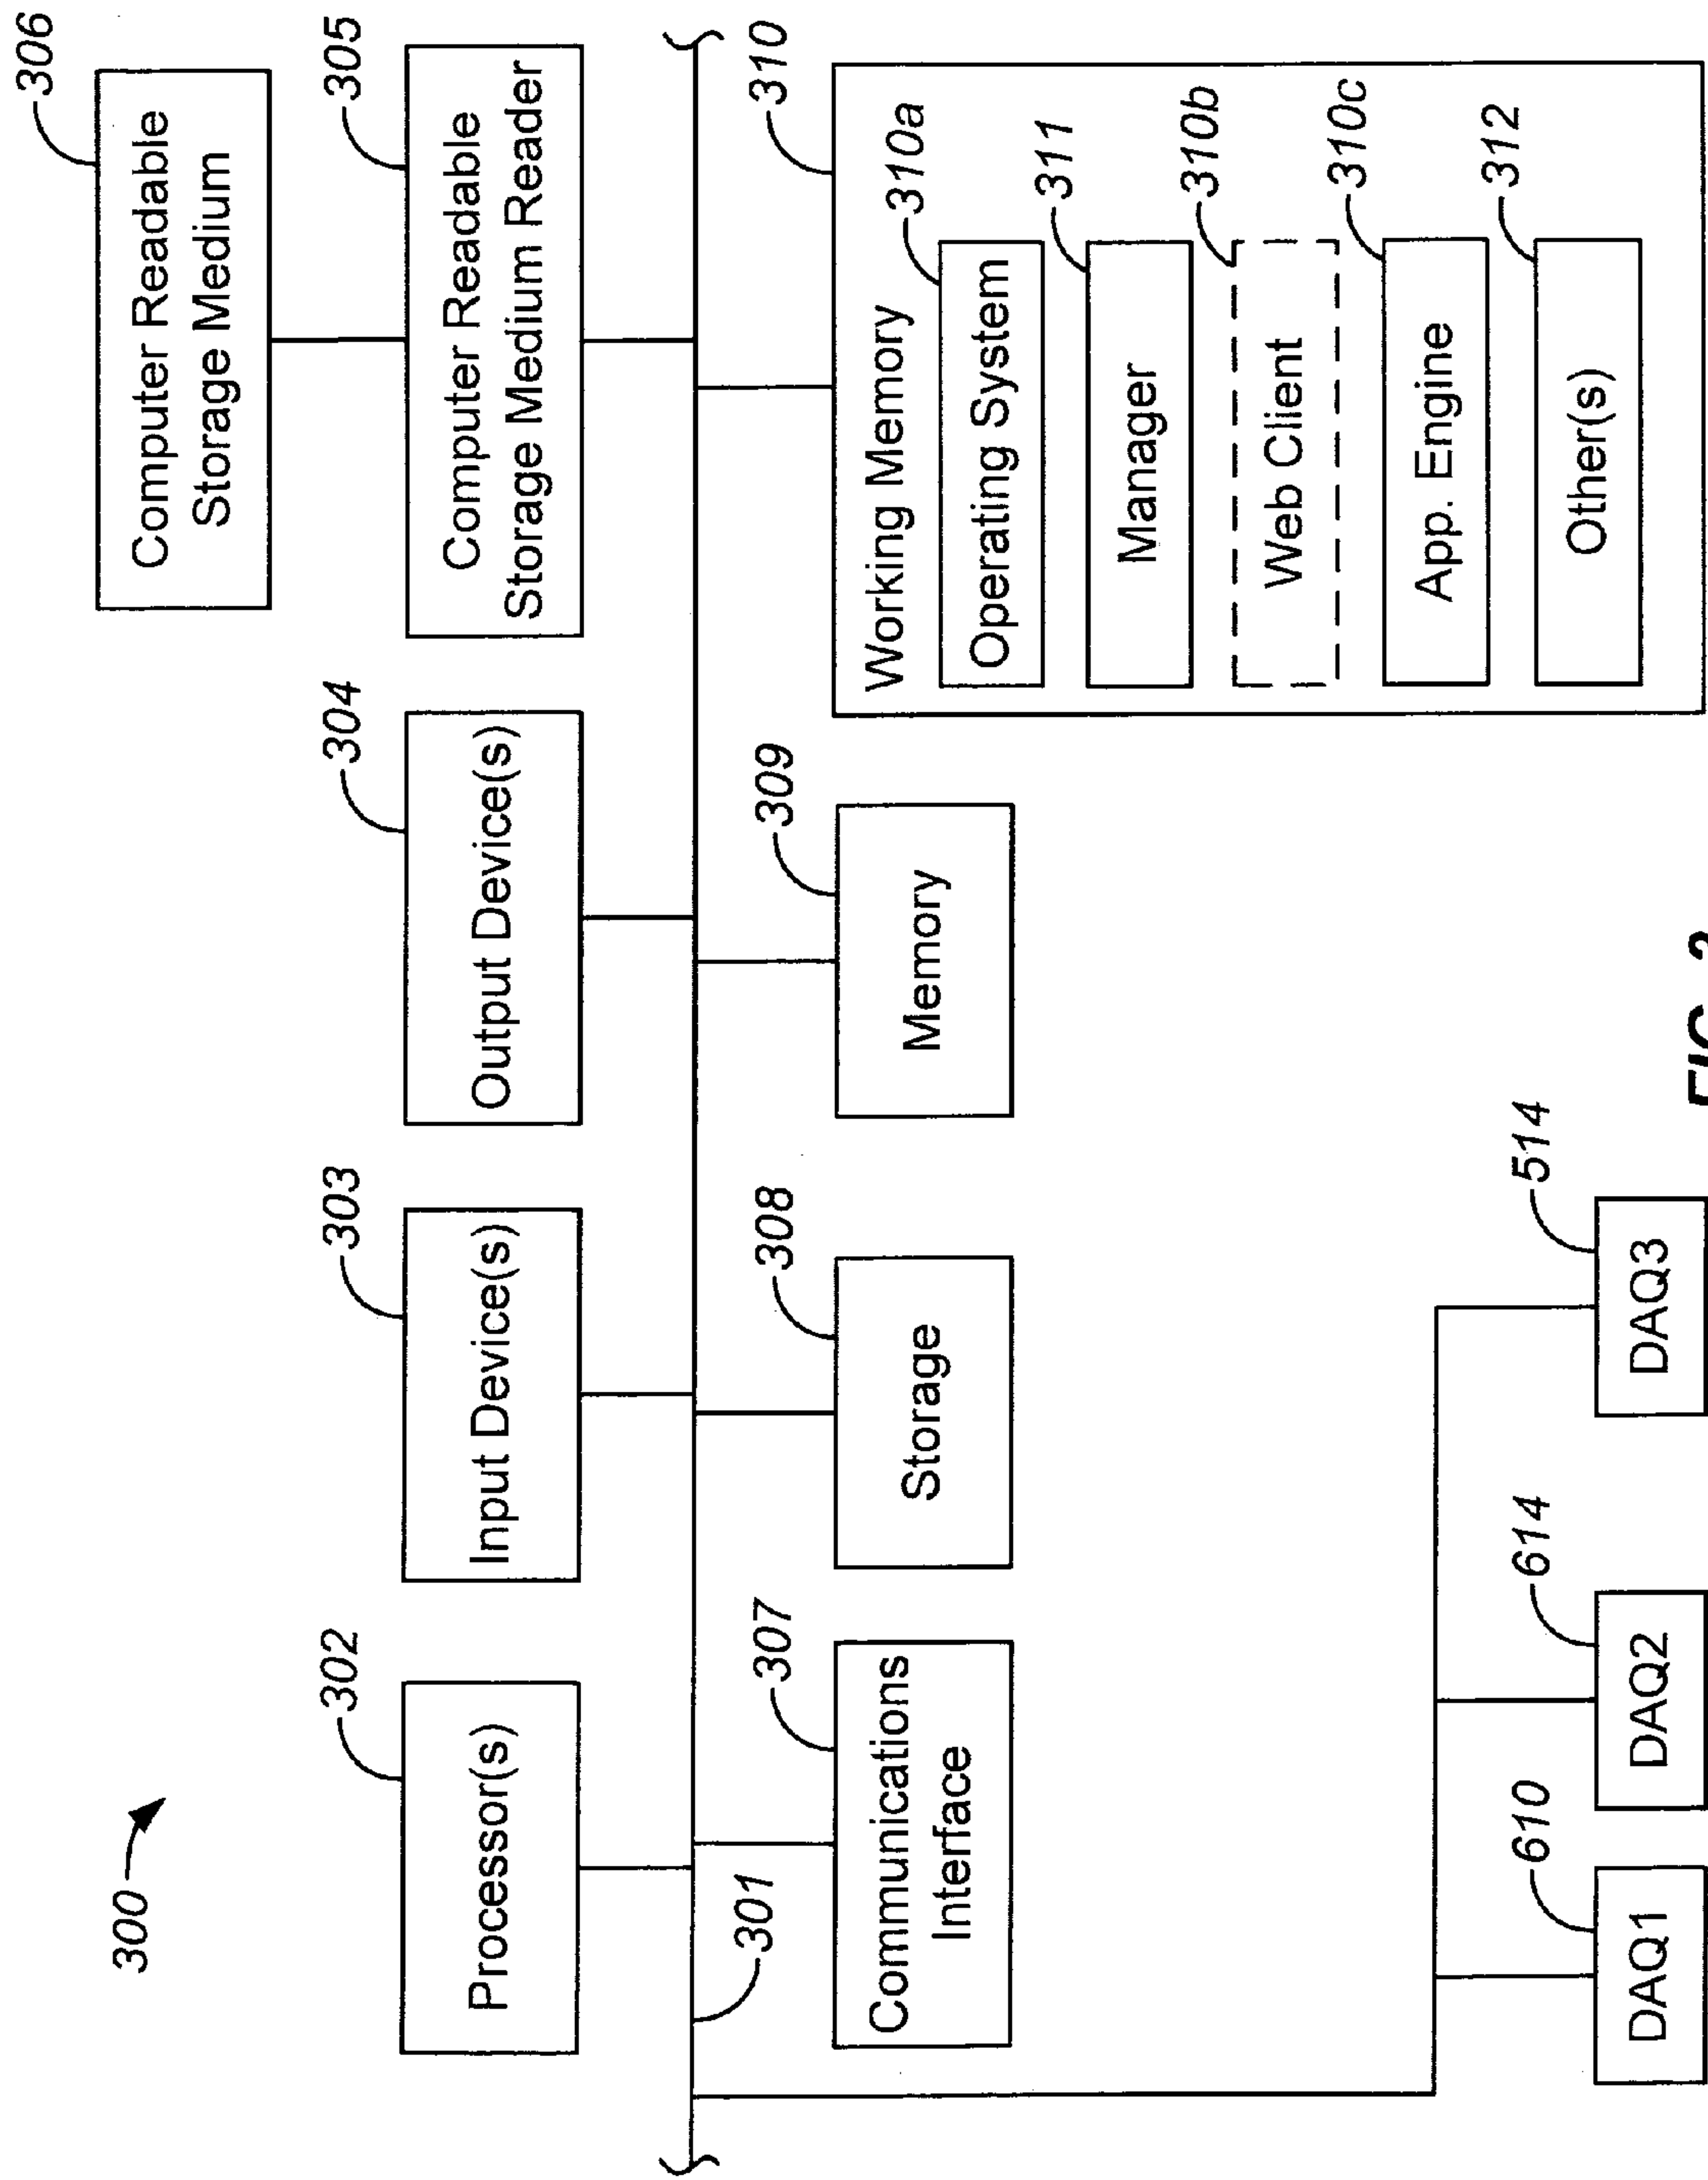 300
306
Computer Readable
Storage Medium
302
Processor(s)
303
Input Device(s)
304
Output Device(s)
305
Computer Readable
Storage Medium Reader
301
307
Communications
Interface
308
Storage
309
Memory
310
Working Memory
310a
Operating System
311
Manager
310b
Web Client
310c
App. Engine
312
Other(s)
610
DAQ1
614
DAQ2
514
DAQ3